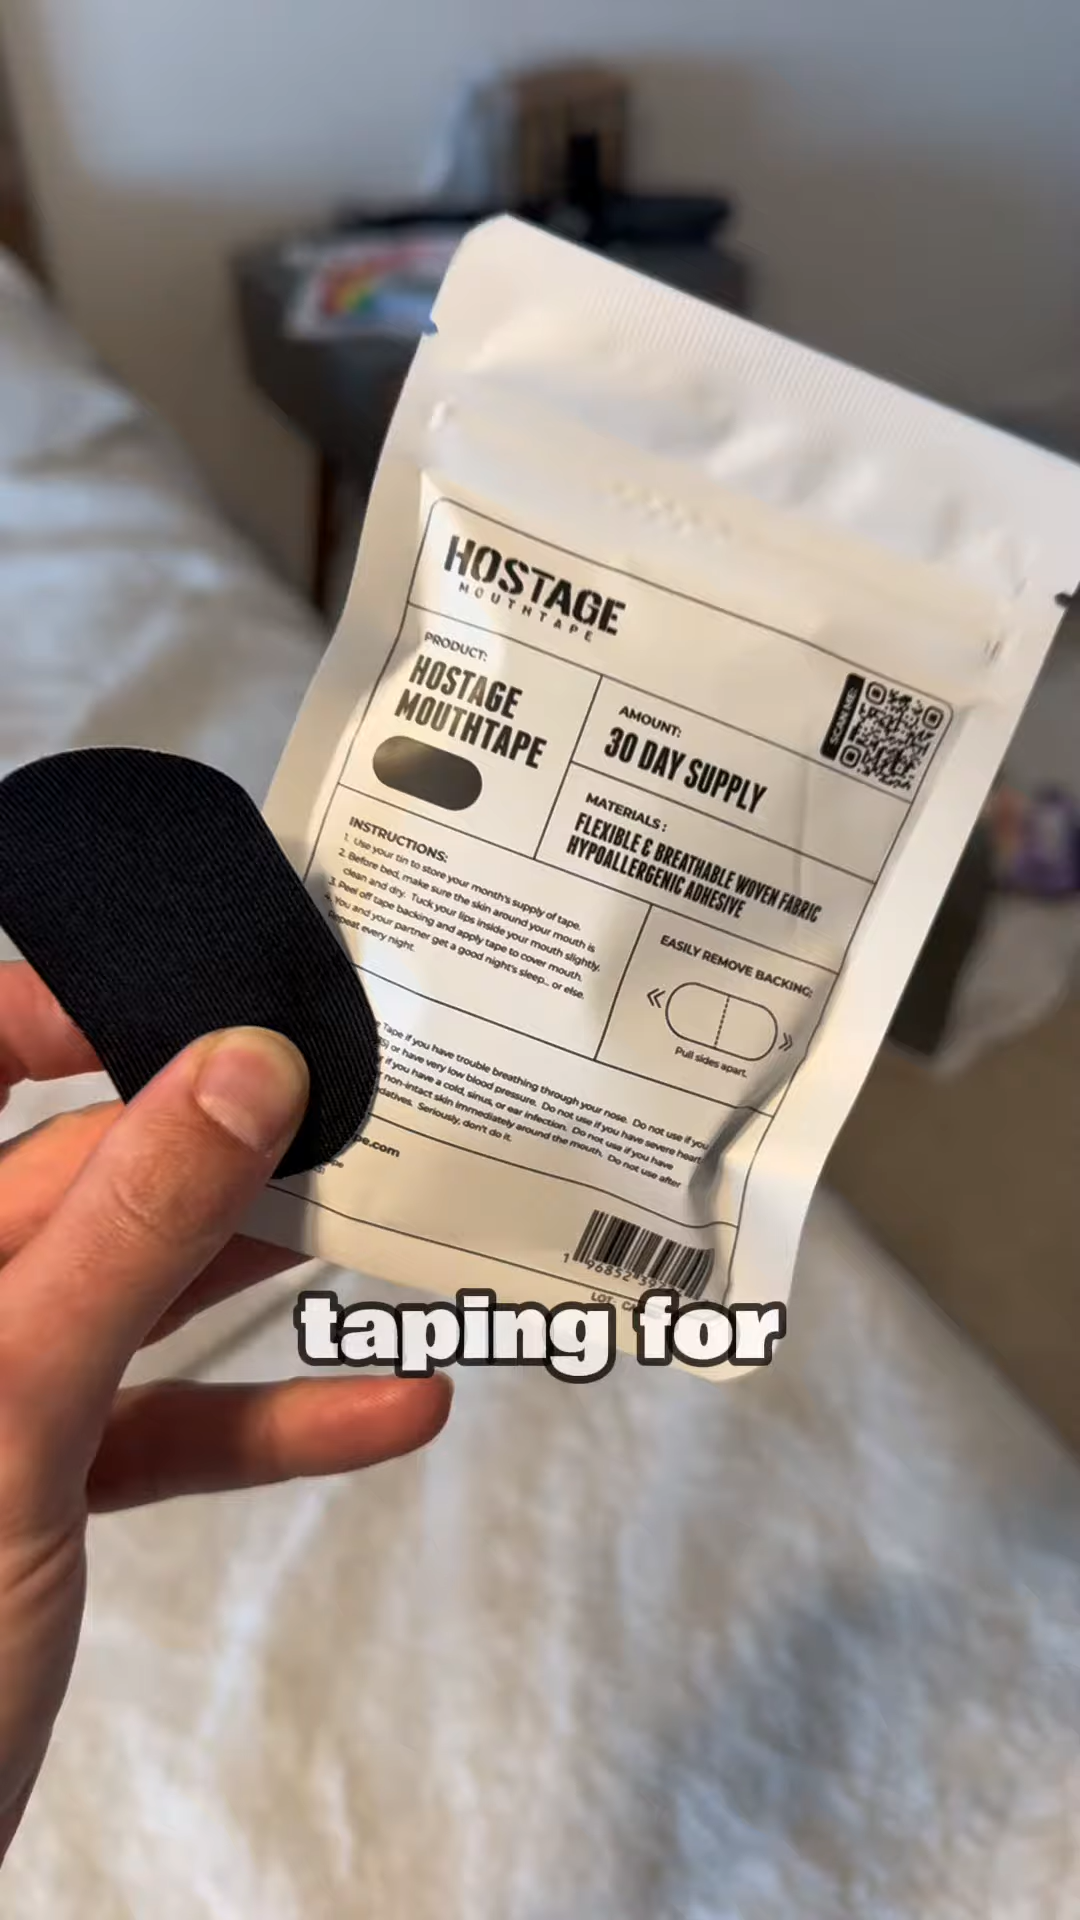 HOSTAGE
MOUTHTAPE
PRODUCT:
HOSTAGE
MOUTHTAPE
AMOUNT:
30 DAY SUPPLY
SCAN ME:
MATERIALS:
FLEXIBLE & BREATHABLE WOVEN FABRIC
HYPOALLERGENIC ADHESIVE
INSTRUCTIONS:
1. Use your tin to store your month's supply of tape.
2. Before bed, make sure the skin around your mouth is
clean and dry. Tuck your lips inside your mouth slightly.
3. Peel off tape backing and apply tape to cover mouth.
4. You and your partner get a good night's sleep... or else.
Repeat every night.
EASILY REMOVE BACKING:
Pull sides apart.
Tape if you have trouble breathing through your nose. Do not use if you
or have very low blood pressure. Do not use if you have severe heart
if you have a cold, sinus, or ear infection. Do not use if you have
non-intact skin immediately around the mouth. Do not use after
Seriously, don't do it.
pe.com
1 96852
LOT:
taping for